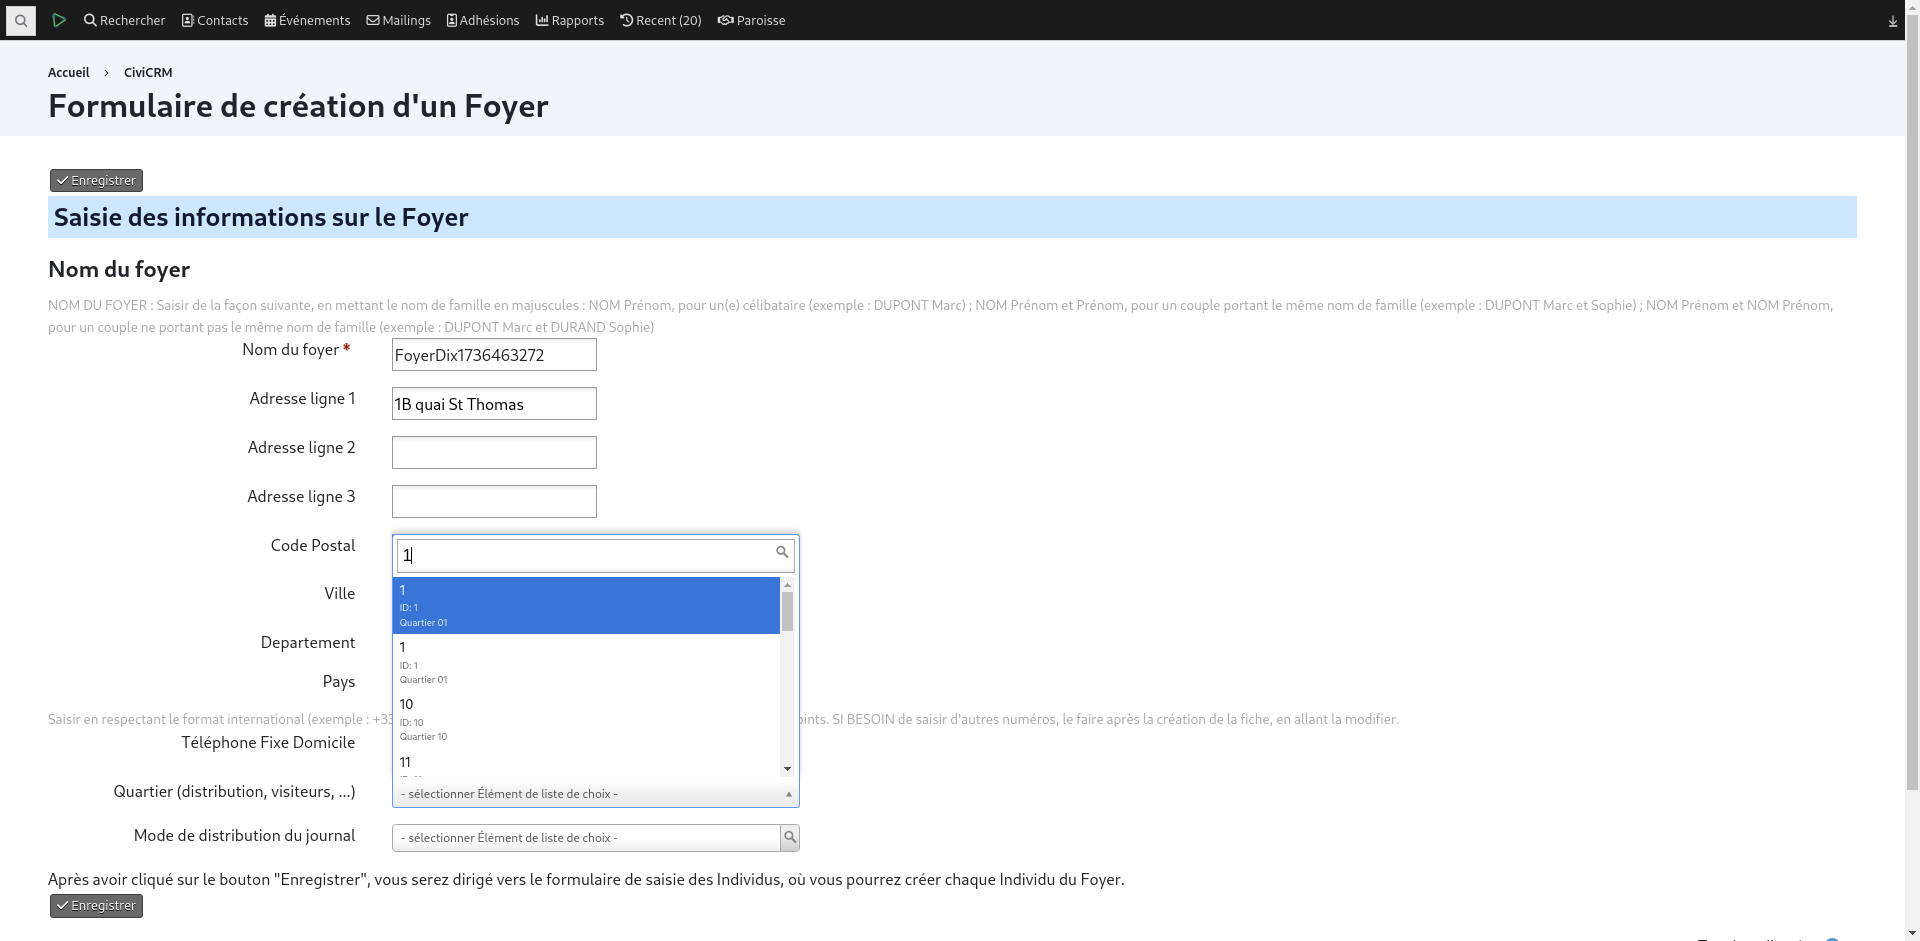 Rechercher Contacts Événements Mailings Adhésions Rapports Recent (20) Paroisse
Accueil › CiviCRM
Formulaire de création d'un Foyer
Enregistrer
Saisie des informations sur le Foyer
Nom du foyer
NOM DU FOYER : Saisir de la façon suivante, en mettant le nom de famille en majuscules : NOM Prénom, pour un(e) célibataire (exemple : DUPONT Marc) ; NOM Prénom et Prénom, pour un couple portant le même nom de famille (exemple : DUPONT Marc et Sophie) ; NOM Prénom et NOM Prénom,
pour un couple ne portant pas le même nom de famille (exemple : DUPONT Marc et DURAND Sophie)
Nom du foyer * FoyerDix1736463272
Adresse ligne 1 1B quai St Thomas
Adresse ligne 2
Adresse ligne 3
Code Postal
1
Ville
1
ID: 1
Quartier 01
Departement
1
ID: 1
Quartier 01
Pays
10
ID: 10
Quartier 10
Saisir en respectant le format international (exemple : +33 SI BESOIN de saisir d'autres numéros, le faire après la création de la fiche, en allant la modifier.
Téléphone Fixe Domicile
11
Quartier (distribution, visiteurs, ...) - sélectionner Élément de liste de choix -
Mode de distribution du journal - sélectionner Élément de liste de choix -
Après avoir cliqué sur le bouton "Enregistrer", vous serez dirigé vers le formulaire de saisie des Individus, où vous pourrez créer chaque Individu du Foyer.
Enregistrer